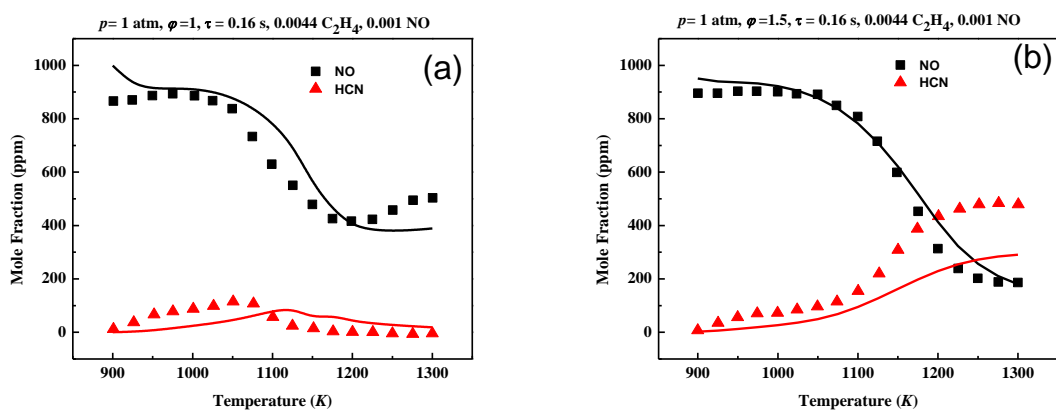 p= 1 atm, φ =1, τ = 0.16 s, 0.0044 C₂H₄, 0.001 NO
(a)
NO
HCN
1000
800
600
400
200
0
Mole Fraction (ppm)
900 1000 1100 1200 1300
Temperature (K)
p= 1 atm, φ =1.5, τ = 0.16 s, 0.0044 C₂H₄, 0.001 NO
(b)
NO
HCN
1000
800
600
400
200
0
Mole Fraction (ppm)
900 1000 1100 1200 1300
Temperature (K)